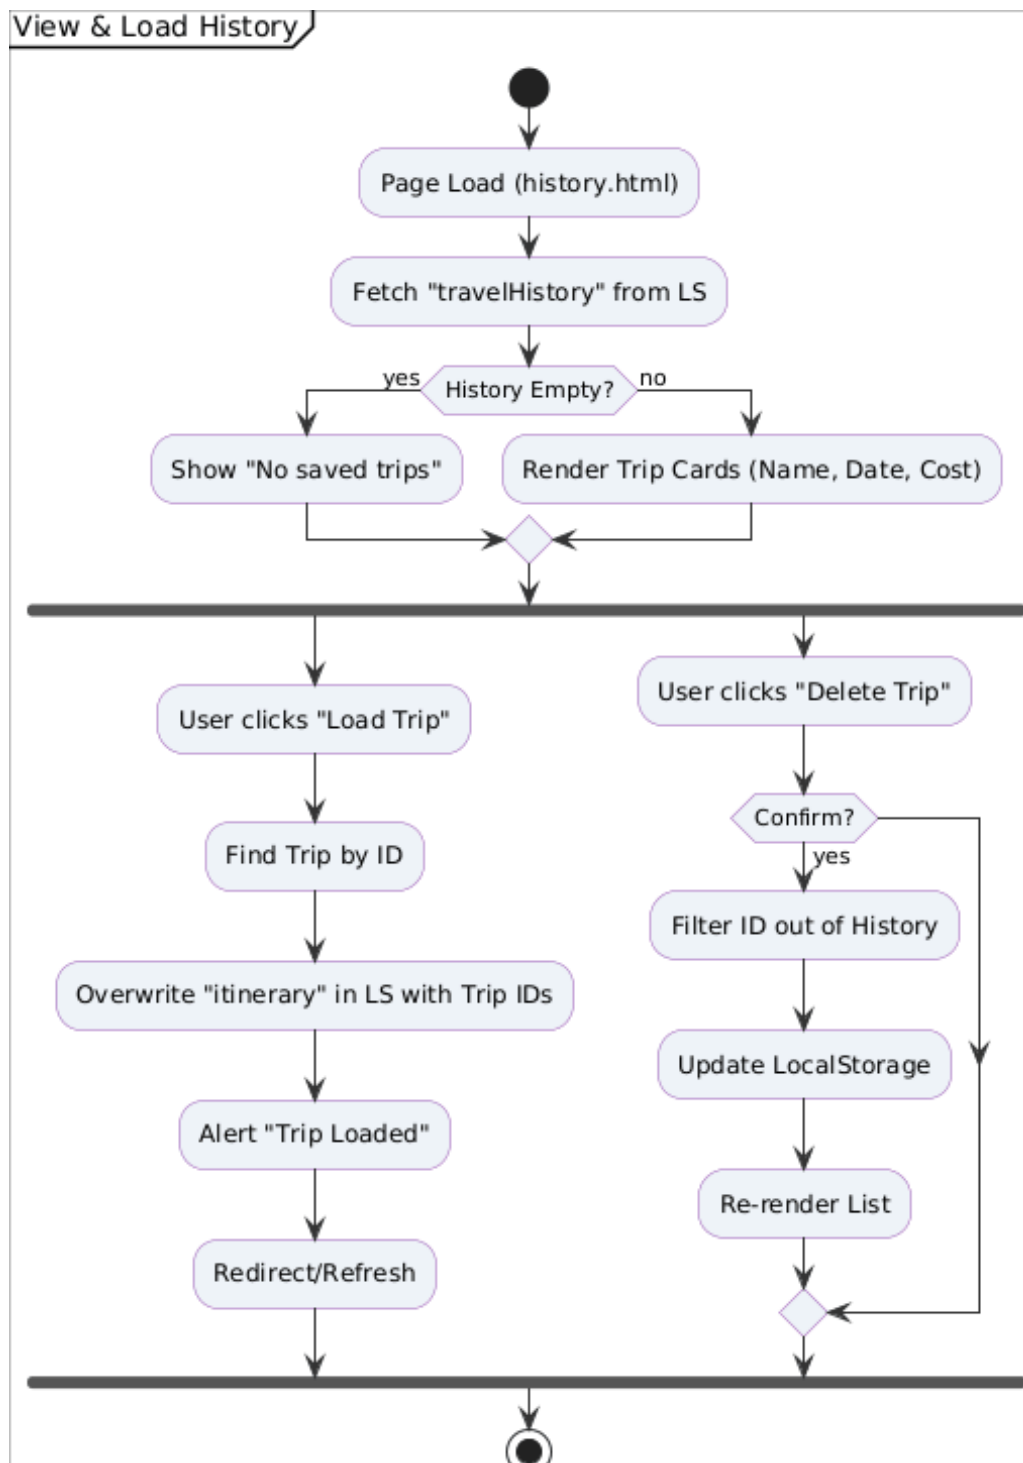 View & Load History
Page Load (history.html)
Fetch "travelHistory" from LS
yes
History Empty?
no
Show "No saved trips"
Render Trip Cards (Name, Date, Cost)
User clicks "Load Trip"
Find Trip by ID
Overwrite "itinerary" in LS with Trip IDs
Alert "Trip Loaded"
Redirect/Refresh
User clicks "Delete Trip"
Confirm?
yes
Filter ID out of History
Update LocalStorage
Re-render List